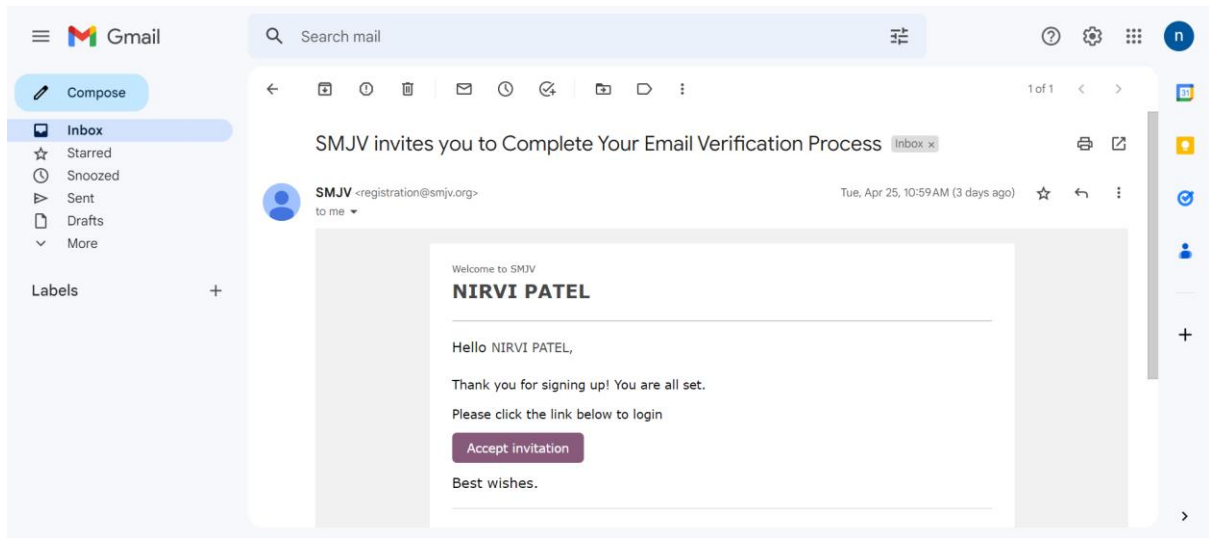 Gmail
Search mail
n
Compose
1 of 1
31
Inbox
Starred
Snoozed
Sent
Drafts
More
Labels
SMJV invites you to Complete Your Email Verification Process Inbox x
SMJV <registration@smjv.org> Tue, Apr 25, 10:59 AM (3 days ago)
to me
Welcome to SMJV
NIRVI PATEL
Hello NIRVI PATEL,
Thank you for signing up! You are all set.
Please click the link below to login
Accept invitation
Best wishes.